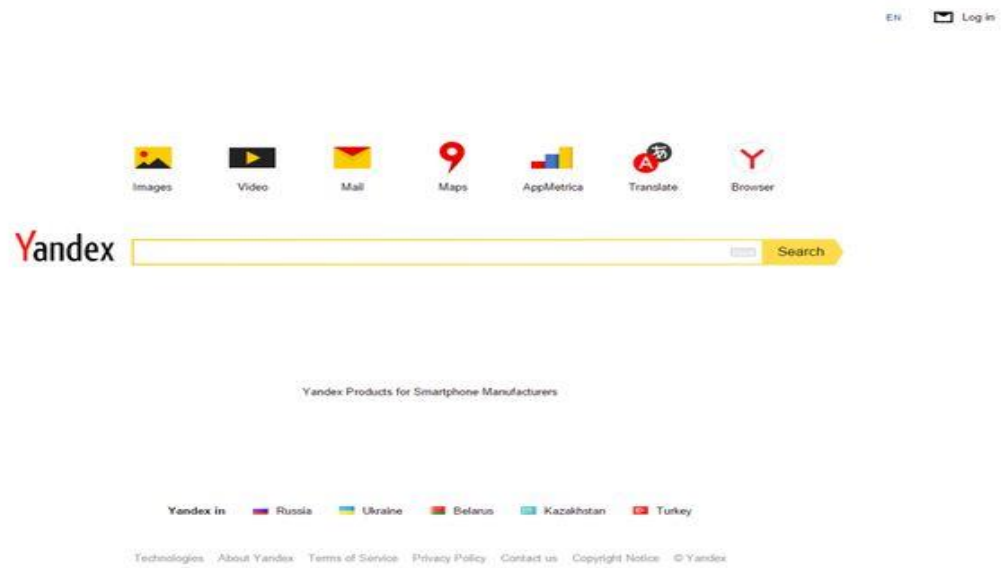 EN Log in
Images Video Mail Maps AppMetrica Translate Browser
Yandex Search
Yandex Products for Smartphone Manufacturers
Yandex in Russia Ukraine Belarus Kazakhstan Turkey
Technologies About Yandex Terms of Service Privacy Policy Contact us Copyright Notice © Yandex